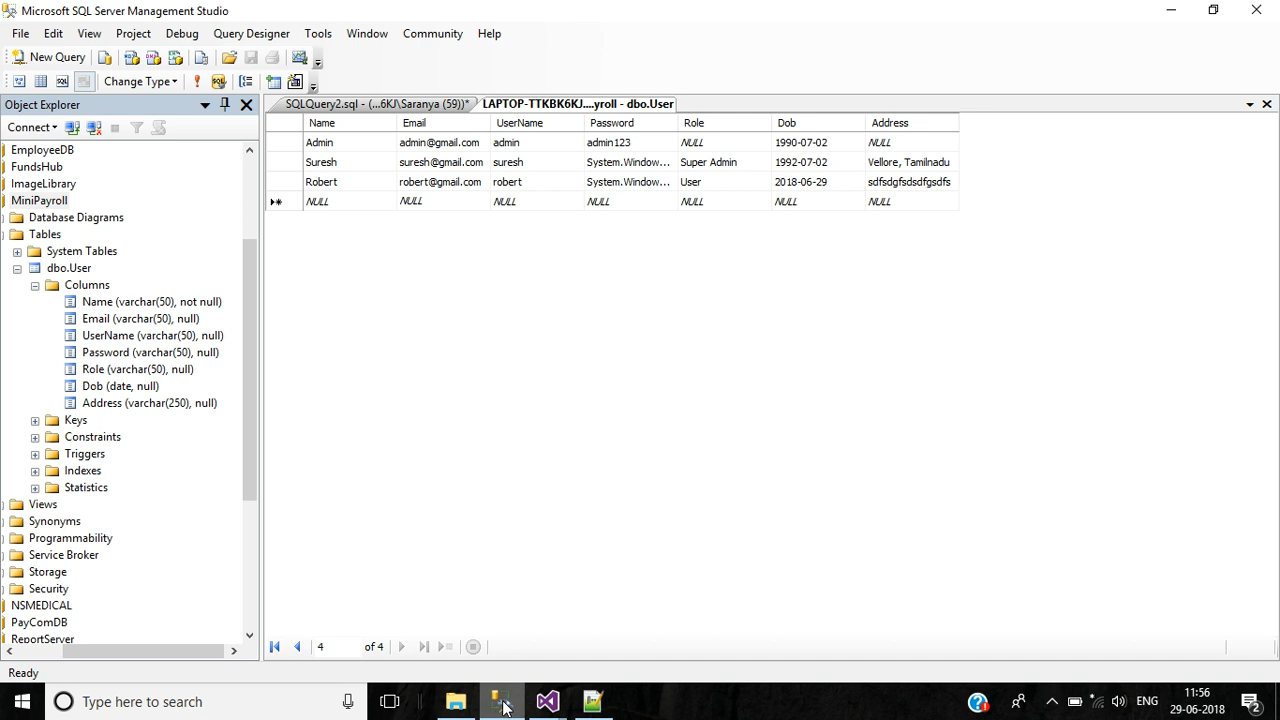 Microsoft SQL Server Management Studio
File Edit View Project Debug Query Designer Tools Window Community Help
New Query
Change Type
Object Explorer
SQLQuery2.sql - (...6KJ\Saranya (59))* LAPTOP-TTKBK6KJ....yroll - dbo.User
Connect
Name Email UserName Password Role Dob Address
Admin admin@gmail.com admin admin123 NULL 1990-07-02 NULL
Suresh suresh@gmail.com suresh System.Window... Super Admin 1992-07-02 Vellore, Tamilnadu
Robert robert@gmail.com robert System.Window... User 2018-06-29 sdfsdgfsdsdfgsdfs
NULL NULL NULL NULL NULL NULL NULL
EmployeeDB
FundsHub
ImageLibrary
MiniPayroll
Database Diagrams
Tables
System Tables
dbo.User
Columns
Name (varchar(50), not null)
Email (varchar(50), null)
UserName (varchar(50), null)
Password (varchar(50), null)
Role (varchar(50), null)
Dob (date, null)
Address (varchar(250), null)
Keys
Constraints
Triggers
Indexes
Statistics
Views
Synonyms
Programmability
Service Broker
Storage
Security
NSMEDICAL
PayComDB
ReportServer
4 of 4
Ready
Type here to search
ENG
11:56
29-06-2018
2